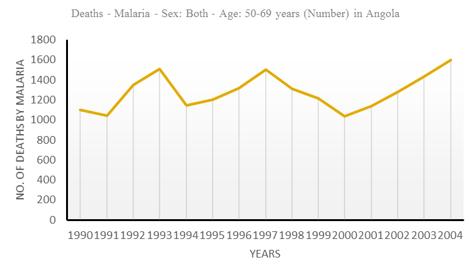 Deaths - Malaria - Sex: Both - Age: 50-69 years (Number) in Angola
NO. OF DEATHS BY MALARIA
1800
1600
1400
1200
1000
800
600
400
200
0
1990 1991 1992 1993 1994 1995 1996 1997 1998 1999 2000 2001 2002 2003 2004
YEARS